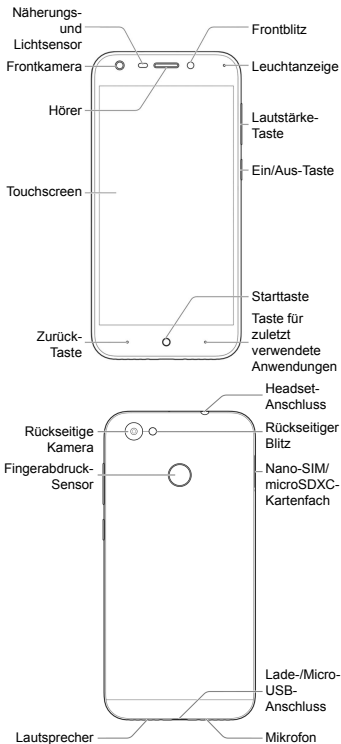 Näherungs-
und
Lichtsensor
Frontkamera
Hörer
Touchscreen
Zurück-
Taste
Frontblitz
Leuchtanzeige
Lautstärke-
Taste
Ein/Aus-Taste
Starttaste
Taste für
zuletzt
verwendete
Anwendungen
Headset-
Anschluss
Rückseitige
Kamera
Fingerabdruck-
Sensor
Rückseitiger
Blitz
Nano-SIM/
microSDXC-
Kartenfach
Lade-/Micro-
USB-
Anschluss
Lautsprecher
Mikrofon